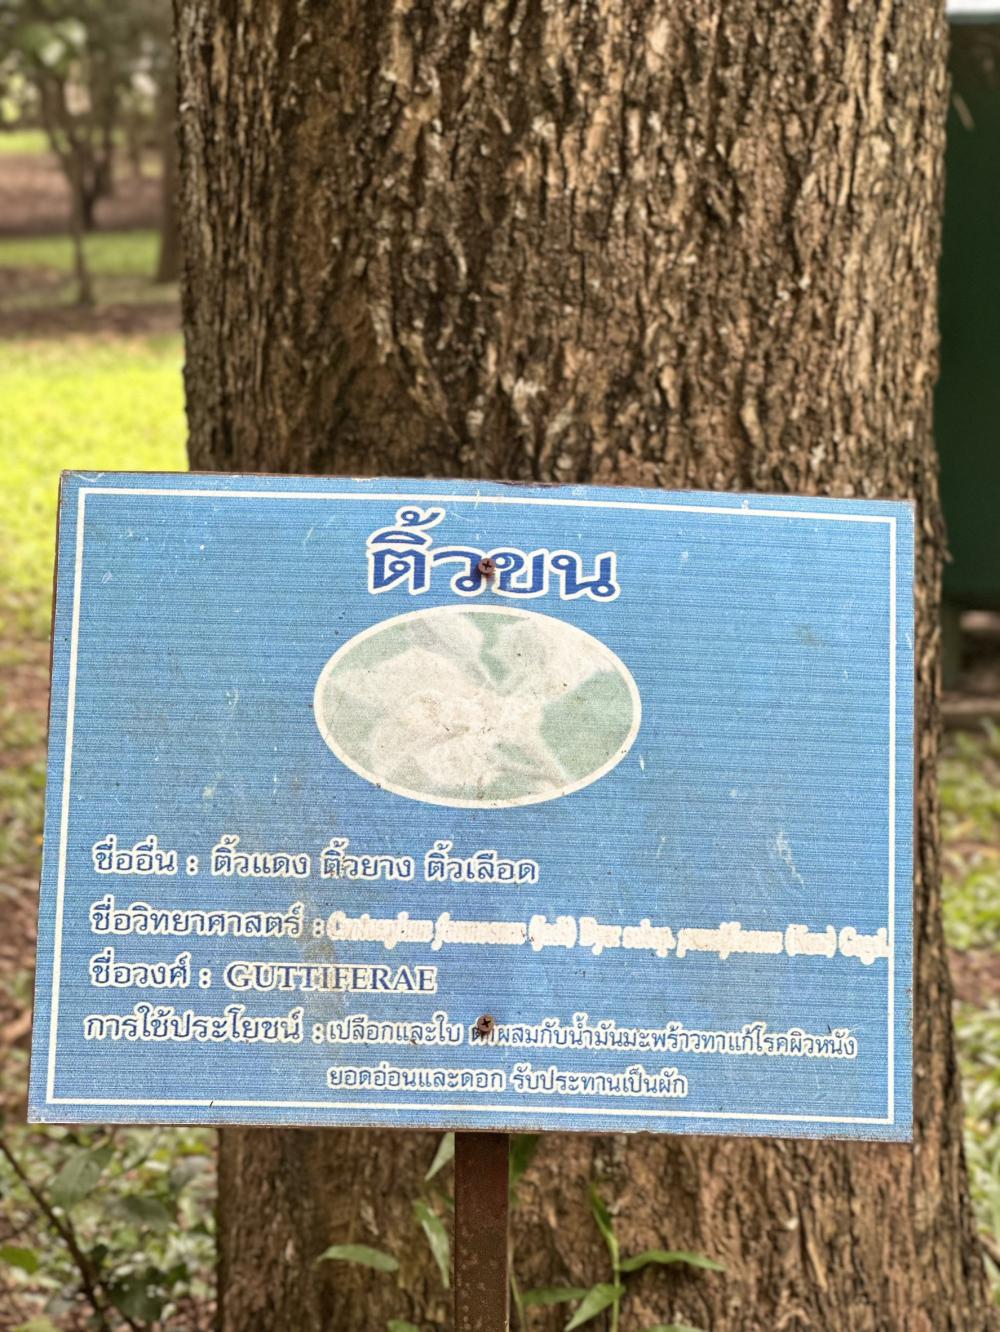 ติ้วขน
ชื่ออื่น : ติ้วแดง ติ้วยาง ติ้วเลือด
ชื่อวิทยาศาสตร์ :
ชื่อวงศ์ : GUTTIFERAE
การใช้ประโยชน์ : เปลือกและใบ ตำผสมกับน้ำมันมะพร้าวทาแก้โรคผิวหนัง
ยอดอ่อนและดอก รับประทานเป็นผัก